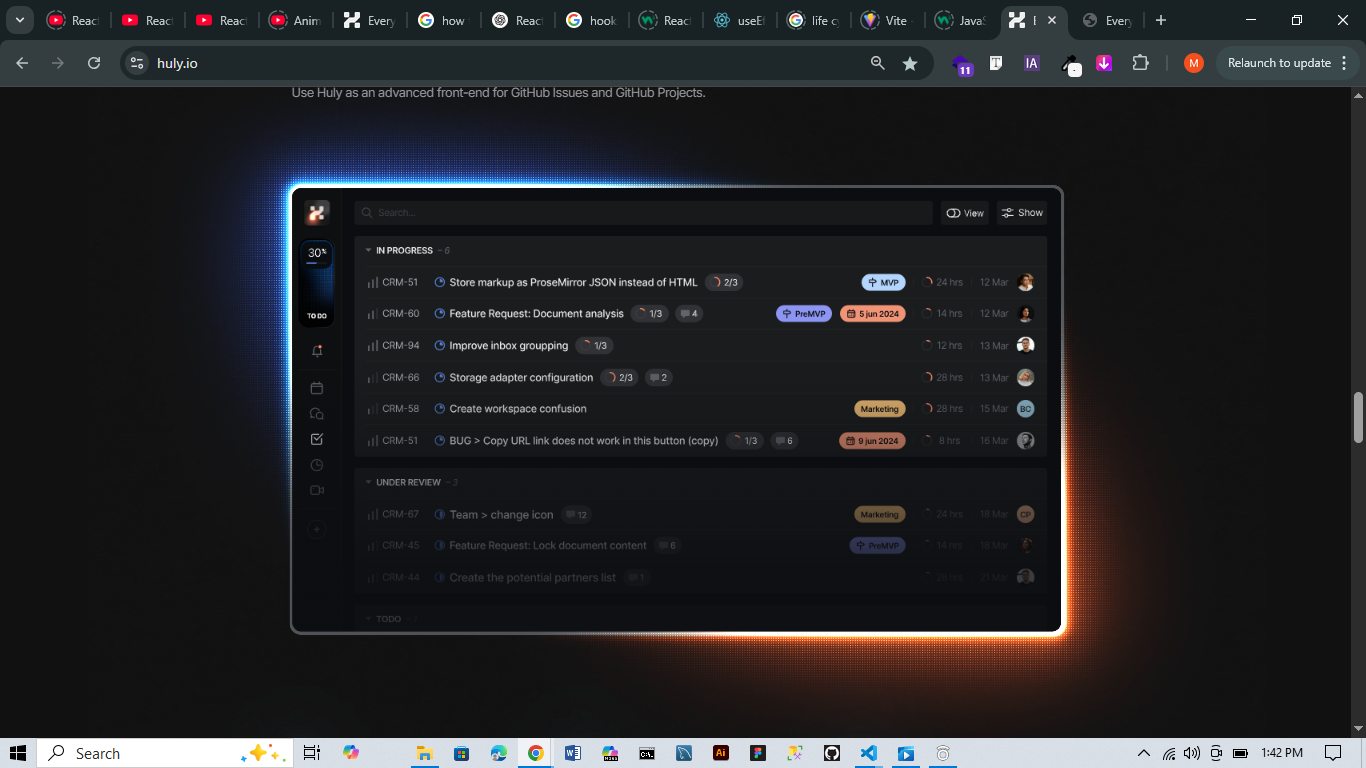 React
React
React
Anim
Every
how
React
hook
React
useEf
life cy
Vite
JavaS
E
Every
huly.io
11
T
IA
M
Relaunch to update
Use Huly as an advanced front-end for GitHub Issues and GitHub Projects.
Search...
View
Show
30%
TO DO
IN PROGRESS – 6
CRM-51 Store markup as ProseMirror JSON instead of HTML 2/3 MVP 24 hrs 12 Mar
CRM-60 Feature Request: Document analysis 1/3 4 PreMVP 5 jun 2024 14 hrs 12 Mar
CRM-94 Improve inbox groupping 1/3 12 hrs 13 Mar
CRM-66 Storage adapter configuration 2/3 2 28 hrs 13 Mar
CRM-58 Create workspace confusion Marketing 28 hrs 15 Mar BC
CRM-51 BUG > Copy URL link does not work in this button (copy) 1/3 6 9 jun 2024 8 hrs 16 Mar
UNDER REVIEW – 3
CRM-67 Team > change icon 12 Marketing 24 hrs 18 Mar CP
CRM-45 Feature Request: Lock document content 6 PreMVP 14 hrs
CRM-44 Create the potential partners list 1 21 Mar
TODO
Search
1:42 PM